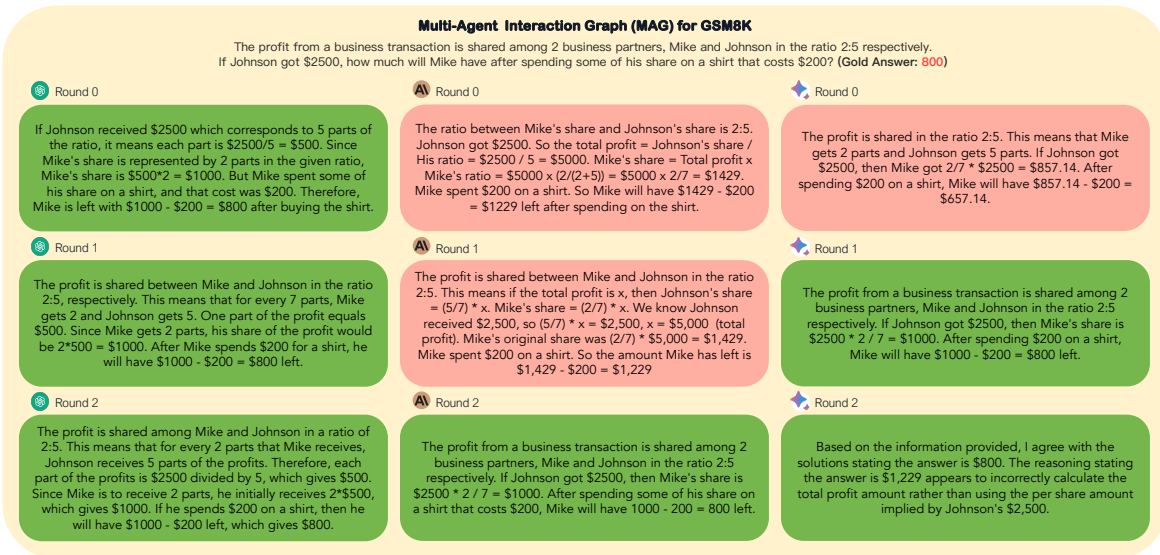 Multi-Agent Interaction Graph (MAG) for GSM8K
The profit from a business transaction is shared among 2 business partners, Mike and Johnson in the ratio 2:5 respectively.
If Johnson got $2500, how much will Mike have after spending some of his share on a shirt that costs $200? (Gold Answer: 800)
Round 0
If Johnson received $2500 which corresponds to 5 parts of
the ratio, it means each part is $2500/5 = $500. Since
Mike's share is represented by 2 parts in the given ratio,
Mike's share is $500*2 = $1000. But Mike spent some of
his share on a shirt, and that cost was $200. Therefore,
Mike is left with $1000 - $200 = $800 after buying the shirt.
Round 0
The ratio between Mike's share and Johnson's share is 2:5.
Johnson got $2500. So the total profit = Johnson's share /
His ratio = $2500 / 5 = $5000. Mike's share = Total profit x
Mike's ratio = $5000 x (2/(2+5)) = $5000 x 2/7 = $1429.
Mike spent $200 on a shirt. So Mike will have $1429 - $200
= $1229 left after spending on the shirt.
Round 0
The profit is shared in the ratio 2:5. This means that Mike
gets 2 parts and Johnson gets 5 parts. If Johnson got
$2500, then Mike got 2/7 * $2500 = $857.14. After
spending $200 on a shirt, Mike will have $857.14 - $200 =
$657.14.
Round 1
The profit is shared between Mike and Johnson in the ratio
2:5, respectively. This means that for every 7 parts, Mike
gets 2 and Johnson gets 5. One part of the profit equals
$500. Since Mike gets 2 parts, his share of the profit would
be 2*500 = $1000. After Mike spends $200 for a shirt, he
will have $1000 - $200 = $800 left.
Round 1
The profit is shared between Mike and Johnson in the ratio
2:5. This means if the total profit is x, then Johnson's share
= (5/7) * x. Mike's share = (2/7) * x. We know Johnson
received $2,500, so (5/7) * x = $2,500, x = $5,000 (total
profit). Mike's original share was (2/7) * $5,000 = $1,429.
Mike spent $200 on a shirt. So the amount Mike has left is
$1,429 - $200 = $1,229
Round 1
The profit from a business transaction is shared among 2
business partners, Mike and Johnson in the ratio 2:5
respectively. If Johnson got $2500, then Mike's share is
$2500 * 2 / 7 = $1000. After spending $200 on a shirt,
Mike will have $1000 - $200 = $800 left.
Round 2
The profit is shared among Mike and Johnson in a ratio of
2:5. This means that for every 2 parts that Mike receives,
Johnson receives 5 parts of the profits. Therefore, each
part of the profits is $2500 divided by 5, which gives $500.
Since Mike is to receive 2 parts, he initially receives 2*$500,
which gives $1000. If he spends $200 on a shirt, then he
will have $1000 - $200 left, which gives $800.
Round 2
The profit from a business transaction is shared among 2
business partners, Mike and Johnson in the ratio 2:5
respectively. If Johnson got $2500, then Mike's share is
$2500 * 2 / 7 = $1000. After spending some of his share on
a shirt that costs $200, Mike will have 1000 - 200 = 800 left.
Round 2
Based on the information provided, I agree with the
solutions stating the answer is $800. The reasoning stating
the answer is $1,229 appears to incorrectly calculate the
total profit amount rather than using the per share amount
implied by Johnson's $2,500.